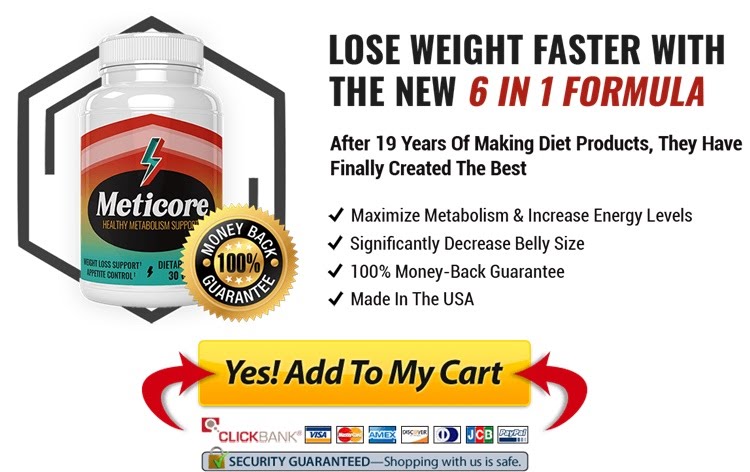 LOSE WEIGHT FASTER WITH
THE NEW 6 IN 1 FORMULA
After 19 Years Of Making Diet Products, They Have
Finally Created The Best
Maximize Metabolism & Increase Energy Levels
Significantly Decrease Belly Size
100% Money-Back Guarantee
Made In The USA
Meticore
HEALTHY METABOLISM SUPPORT
WEIGHT LOSS SUPPORT
APPETITE CONTROL
30
MONEY BACK
100%
GUARANTEE
Yes! Add To My Cart
CLICKBANK® VISA MasterCard AMEX DISCOVER JCB PayPal
SECURITY GUARANTEED—Shopping with us is safe.